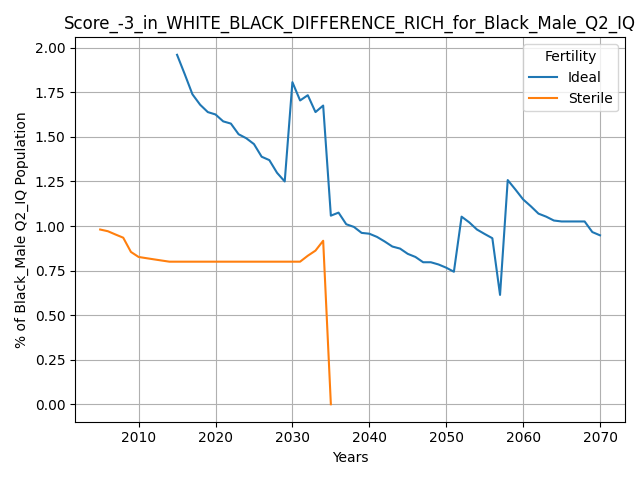 Score_-3_in_WHITE_BLACK_DIFFERENCE_RICH_for_Black_Male_Q2_IQ
2.00
1.75
1.50
1.25
1.00
0.75
0.50
0.25
0.00
% of Black_Male Q2_IQ Population
Fertility
Ideal
Sterile
2010 2020 2030 2040 2050 2060 2070
Years